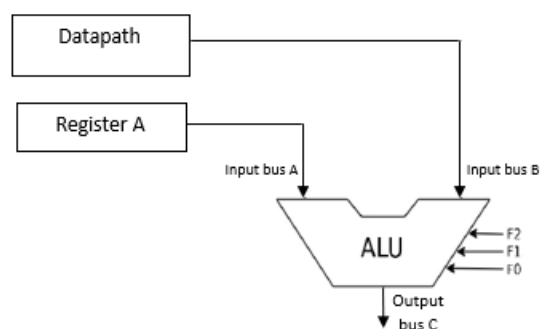 Datapath
Register A
Input bus A
Input bus B
ALU
F2
F1
F0
Output
bus C